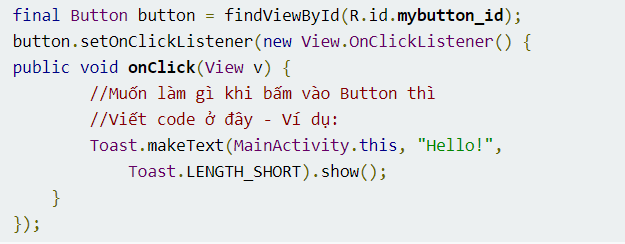 final Button button = findViewById(R.id.mybutton_id);
button.setOnClickListener(new View.OnClickListener() {
public void onClick(View v) {
//Muốn làm gì khi bấm vào Button thì
//Viết code ở đây - Ví dụ:
Toast.makeText(MainActivity.this, "Hello!",
Toast.LENGTH_SHORT).show();
}
});